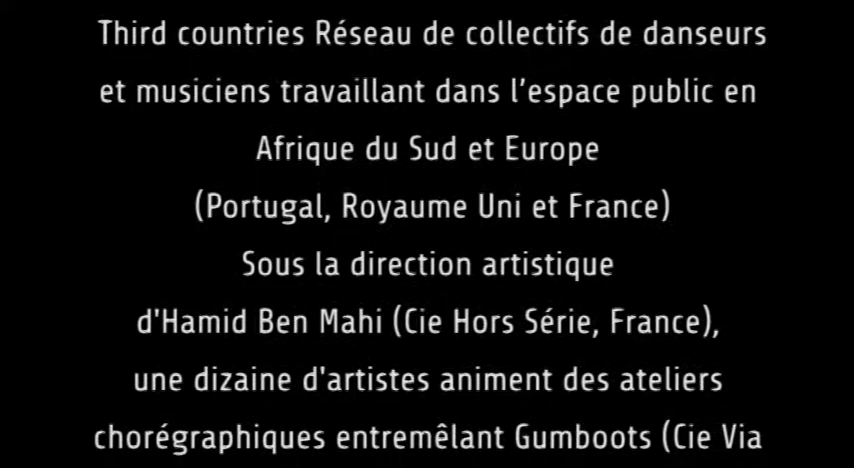 Third countries Réseau de collectifs de danseurs
et musiciens travaillant dans l’espace public en
Afrique du Sud et Europe
(Portugal, Royaume Uni et France)
Sous la direction artistique
d'Hamid Ben Mahi (Cie Hors Série, France),
une dizaine d'artistes animent des ateliers
chorégraphiques entremêlant Gumboots (Cie Via